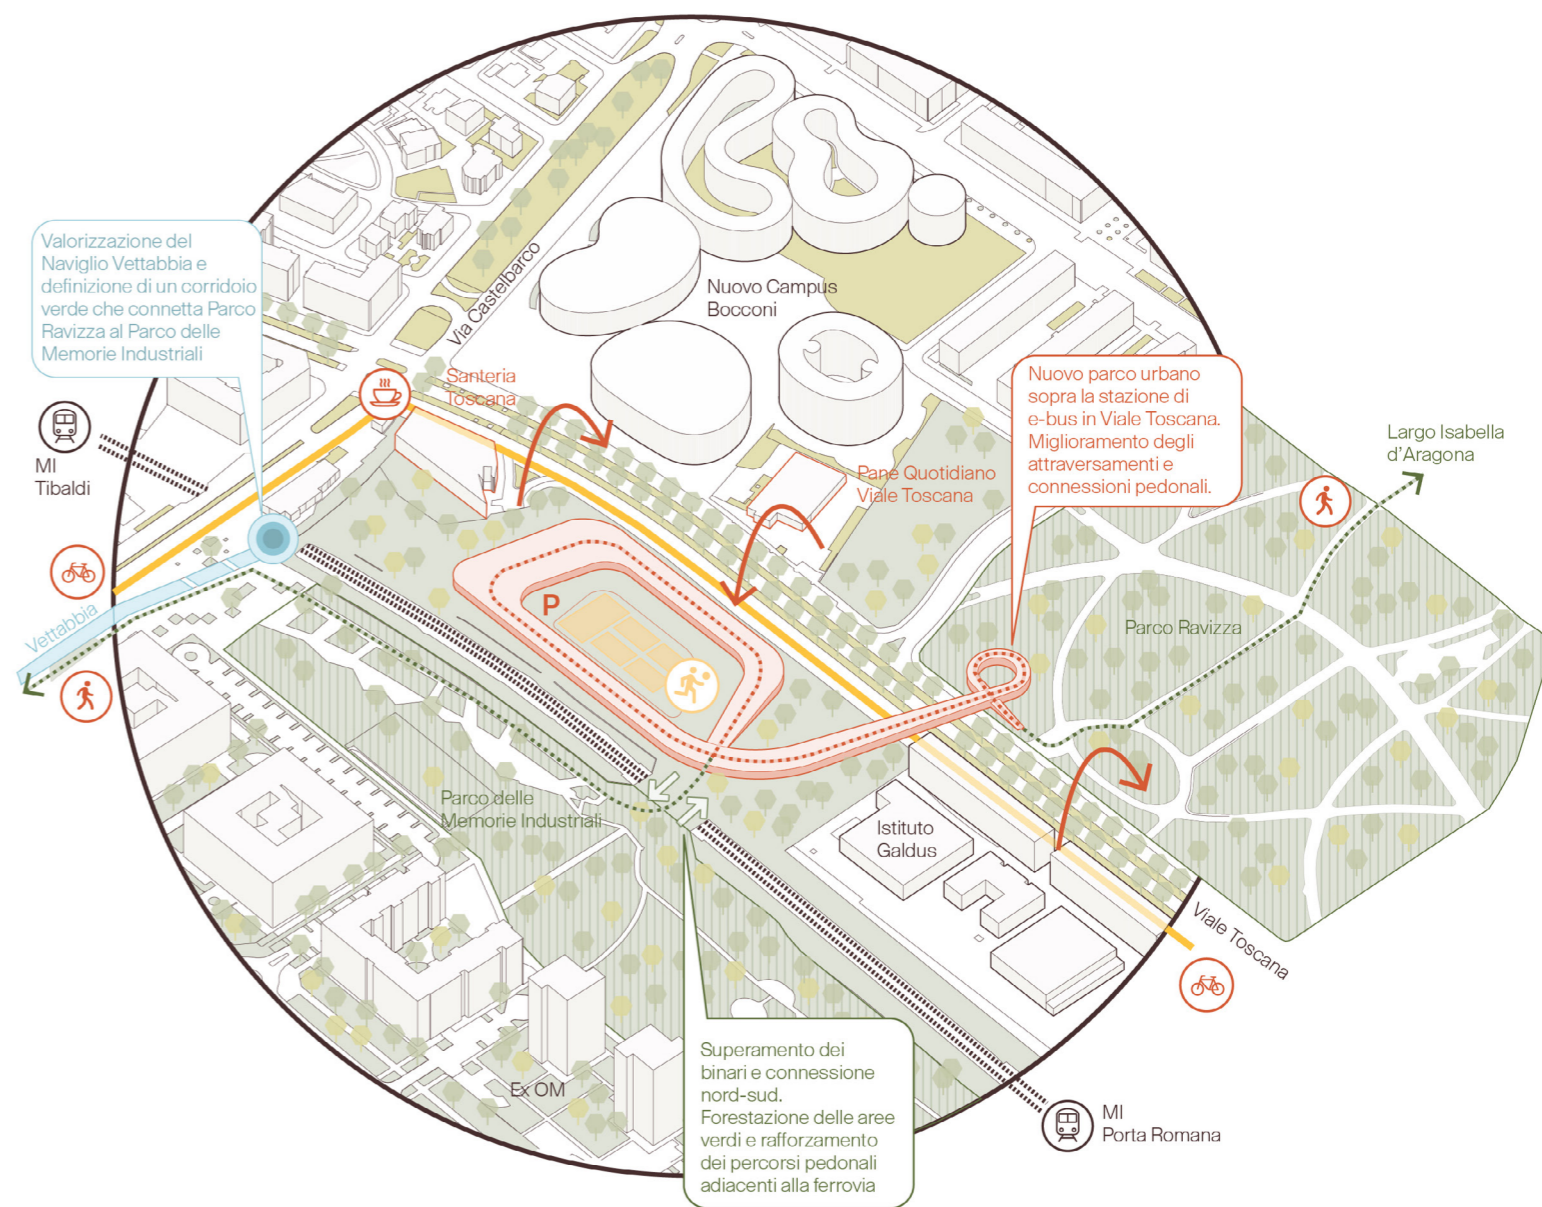 Valorizzazione del
Naviglio Vettabbia e
definizione di un corridoio
verde che connetta Parco
Ravizza al Parco delle
Memorie Industriali
Via Castelbarco
Nuovo Campus
Bocconi
Santeria
Toscana
Nuovo parco urbano
sopra la stazione di
e-bus in Viale Toscana.
Miglioramento degli
attraversamenti e
connessioni pedonali.
Largo Isabella
d'Aragona
MI
Tibaldi
Pane Quotidiano
Viale Toscana
Vettabbia
P
Parco Ravizza
Parco delle
Memorie Industriali
Istituto
Galdus
Viale Toscana
Superamento dei
binari e connessione
nord-sud.
Forestazione delle aree
verdi e rafforzamento
dei percorsi pedonali
adiacenti alla ferrovia
Ex OM
MI
Porta Romana